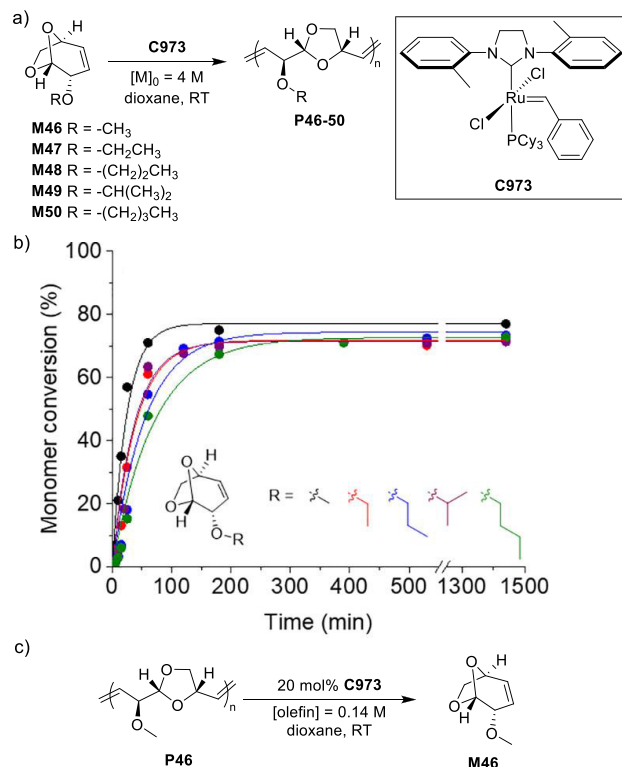 a)
C973
[M]₀ = 4 M
dioxane, RT
O
O
H
H
O
R
M46 R = -CH₃
M47 R = -CH₂CH₃
M48 R = -(CH₂)₂CH₃
M49 R = -CH(CH₃)₂
M50 R = -(CH₂)₃CH₃
H
O
H
O
O
R
n
P46-50
N
N
Cl
Ru
Cl
PCy₃
C973
b)
Monomer conversion (%)
100
80
60
40
20
0
O
H
O
H
O
R
R =
0 100 200 300 400 500 1300 1500
Time (min)
c)
H
O
H
O
O
n
P46
20 mol% C973
[olefin] = 0.14 M
dioxane, RT
O
H
O
H
O
M46